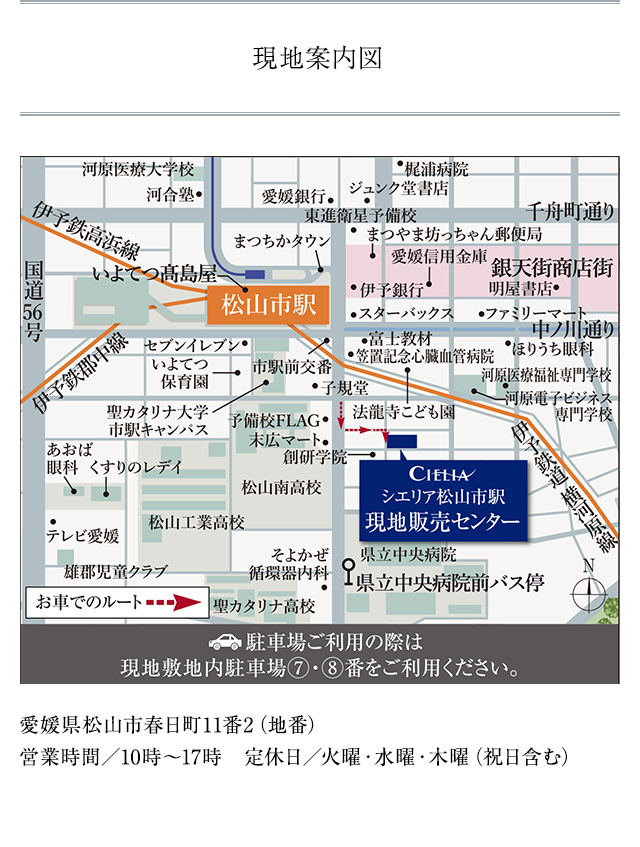 現地案内図
河原医療大学校
河合塾
愛媛銀行
梶浦病院
ジュンク堂書店
東進衛星予備校
千舟町通り
伊予鉄高浜線
まつちかタウン
まつやま坊っちゃん郵便局
愛媛信用金庫
銀天街商店街
国道56号
いよてつ髙島屋
伊予銀行
明屋書店
松山市駅
スターバックス
ファミリーマート
中ノ川通り
伊予鉄郡中線
セブンイレブン
いよてつ
保育園
市駅前交番
富士教材
笠置記念心臓血管病院
ほりうち眼科
子規堂
河原医療福祉専門学校
河原電子ビジネス
専門学校
聖カタリナ大学
市駅キャンパス
予備校FLAG
末広マート
法龍寺こども園
創研学院
伊予鉄道 横河原線
あおば
眼科
くすりのレデイ
松山南高校
CIELIA
シエリア松山市駅
現地販売センター
テレビ愛媛
松山工業高校
雄郡児童クラブ
そよかぜ
循環器内科
県立中央病院
県立中央病院前バス停
N
お車でのルート
聖カタリナ高校
駐車場ご利用の際は
現地敷地内駐車場⑦・⑧番をご利用ください。
愛媛県松山市春日町11番2（地番）
営業時間／10時〜17時　定休日／火曜・水曜・木曜（祝日含む）